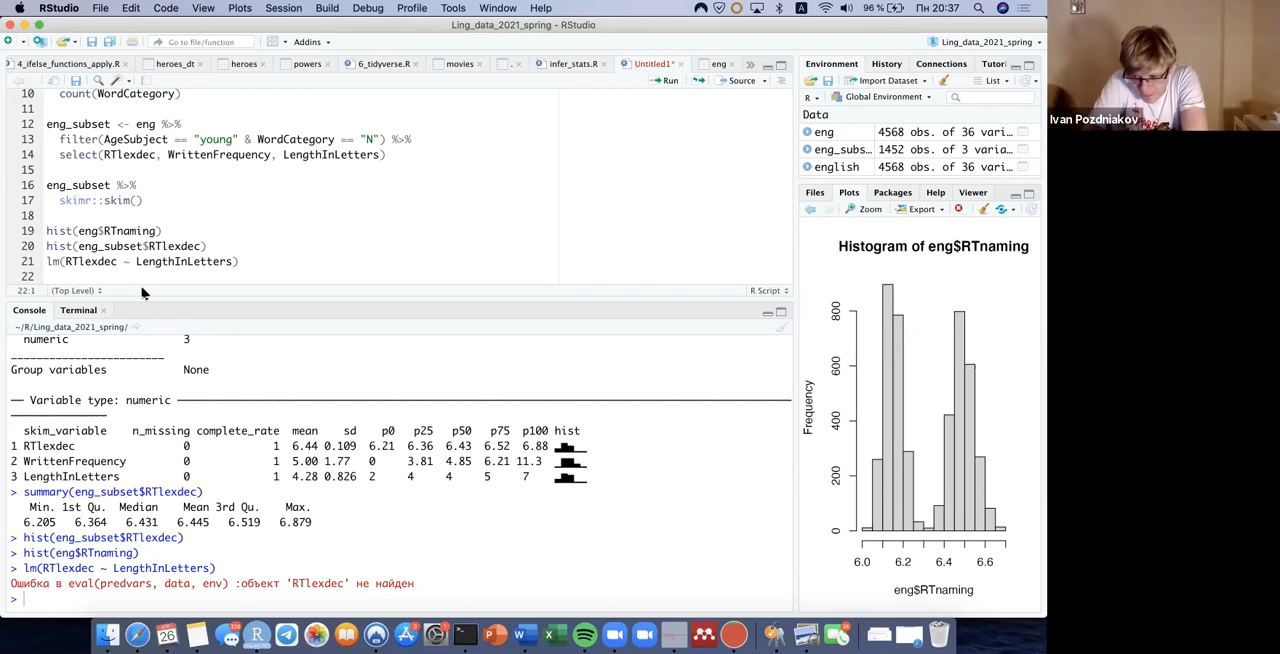 RStudio File Edit Code View Plots Session Build Debug Profile Tools Window Help 96 % Пн 20:37
Ling_data_2021_spring - RStudio
Go to file/function Addins Ling_data_2021_spring
4_ifelse_functions_apply.R heroes_dt heroes powers 6_tidyverse.R movies . infer_stats.R Untitled1* eng
Run Source
10 count(WordCategory)
11
12 eng_subset <- eng %>%
13 filter(AgeSubject == "young" & WordCategory == "N") %>%
14 select(RTlexdec, WrittenFrequency, LengthInLetters)
15
16 eng_subset %>%
17 skimr::skim()
18
19 hist(eng$RTnaming)
20 hist(eng_subset$RTlexdec)
21 lm(RTlexdec ~ LengthInLetters)
22
22:1 (Top Level) R Script
Console Terminal
~/R/Ling_data_2021_spring/
numeric 3
________________________
Group variables None
── Variable type: numeric ──
skim_variable n_missing complete_rate mean sd p0 p25 p50 p75 p100 hist
1 RTlexdec 0 1 6.44 0.109 6.21 6.36 6.43 6.52 6.88
2 WrittenFrequency 0 1 5.00 1.77 0 3.81 4.85 6.21 11.3
3 LengthInLetters 0 1 4.28 0.826 2 4 4 5 7
> summary(eng_subset$RTlexdec)
Min. 1st Qu. Median Mean 3rd Qu. Max.
6.205 6.364 6.431 6.445 6.519 6.879
> hist(eng_subset$RTlexdec)
> hist(eng$RTnaming)
> lm(RTlexdec ~ LengthInLetters)
Ошибка в eval(predvars, data, env) :объект 'RTlexdec' не найден
>
Environment History Connections Tutori
Import Dataset List
R Global Environment
Data
eng 4568 obs. of 36 vari…
eng_subs… 1452 obs. of 3 varia…
english 4568 obs. of 36 vari…
Files Plots Packages Help Viewer
Zoom Export
Histogram of eng$RTnaming
Frequency
800
600
400
200
0
6.0 6.2 6.4 6.6
eng$RTnaming
Ivan Pozdniakov